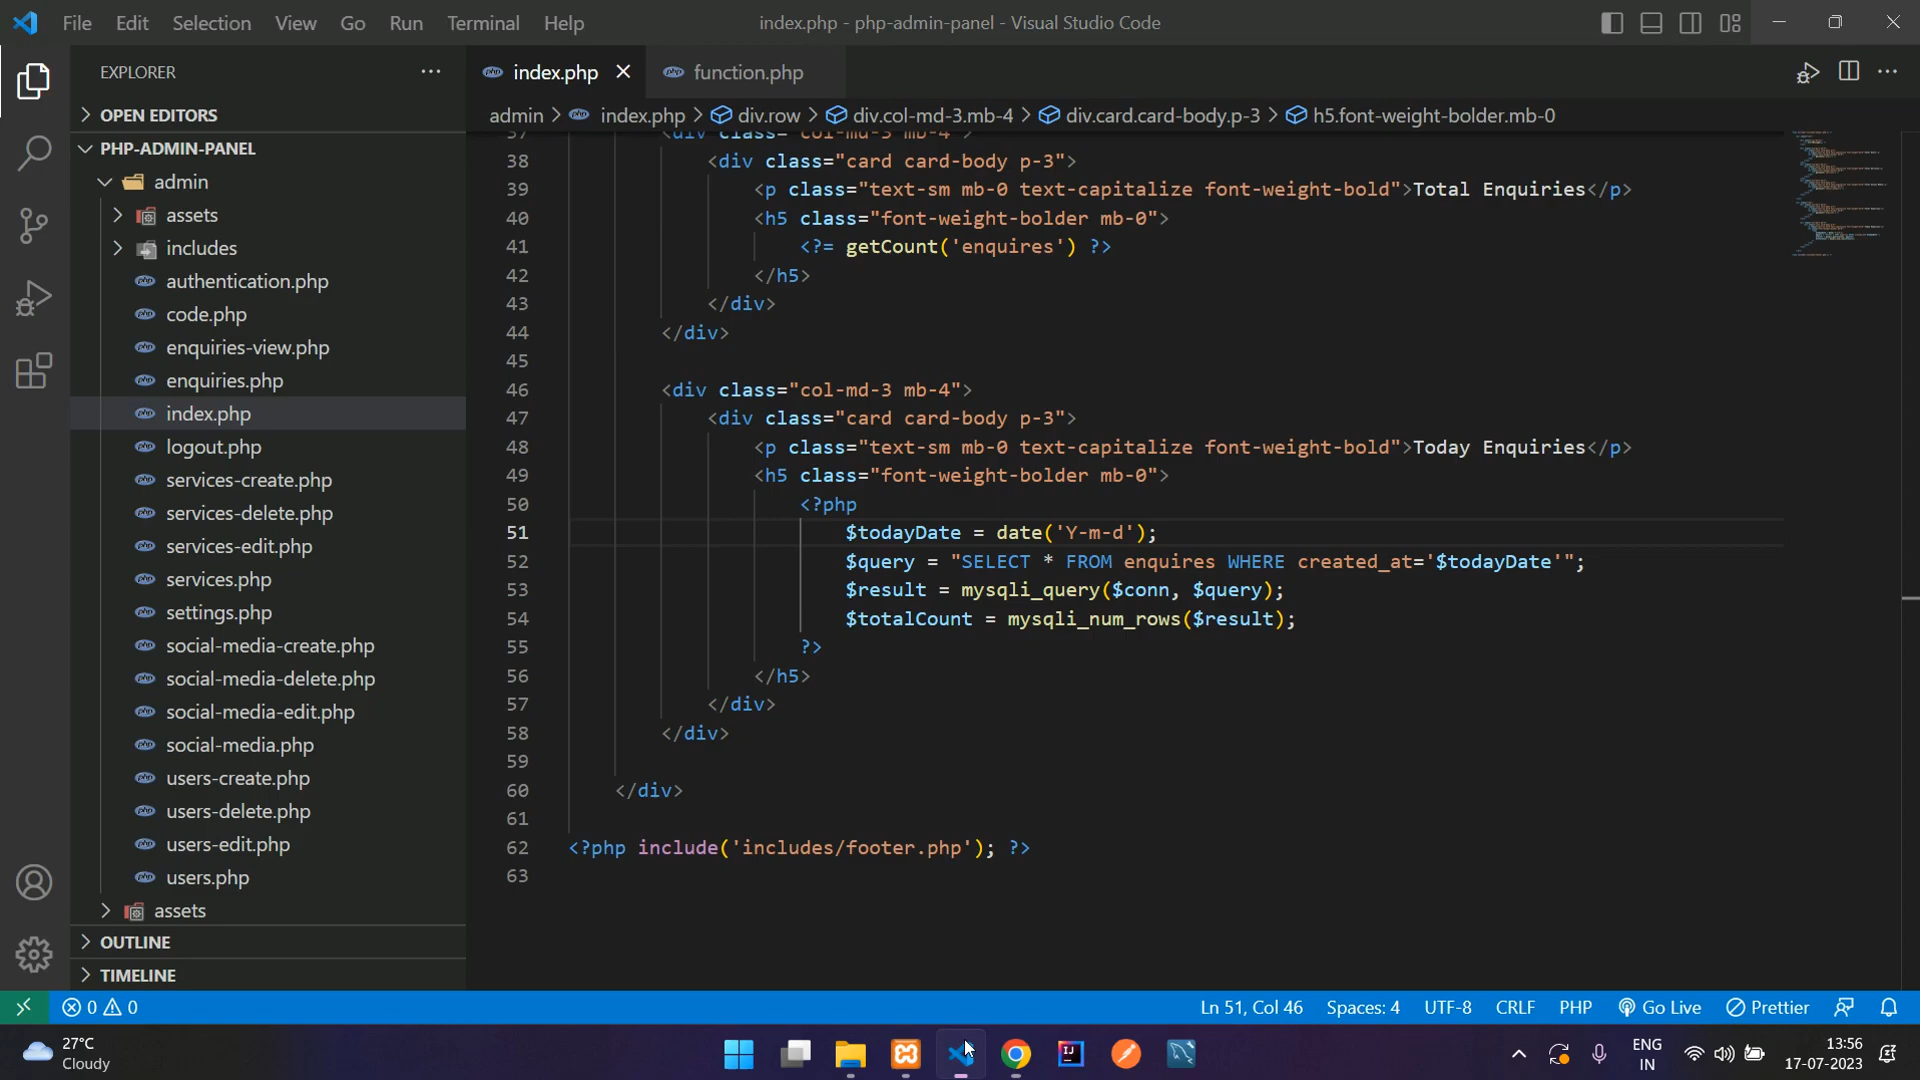 File Edit Selection View Go Run Terminal Help
index.php - php-admin-panel - Visual Studio Code
EXPLORER
OPEN EDITORS
PHP-ADMIN-PANEL
admin
assets
includes
authentication.php
code.php
enquiries-view.php
enquiries.php
index.php
logout.php
services-create.php
services-delete.php
services-edit.php
services.php
settings.php
social-media-create.php
social-media-delete.php
social-media-edit.php
social-media.php
users-create.php
users-delete.php
users-edit.php
users.php
assets
OUTLINE
TIMELINE
index.php function.php
admin > index.php > div.row > div.col-md-3.mb-4 > div.card.card-body.p-3 > h5.font-weight-bolder.mb-0
37 <div class="col-md-3 mb-4">
38 <div class="card card-body p-3">
39 <p class="text-sm mb-0 text-capitalize font-weight-bold">Total Enquiries</p>
40 <h5 class="font-weight-bolder mb-0">
41 <?= getCount('enquires') ?>
42 </h5>
43 </div>
44 </div>
45
46 <div class="col-md-3 mb-4">
47 <div class="card card-body p-3">
48 <p class="text-sm mb-0 text-capitalize font-weight-bold">Today Enquiries</p>
49 <h5 class="font-weight-bolder mb-0">
50 <?php
51 $todayDate = date('Y-m-d');
52 $query = "SELECT * FROM enquires WHERE created_at='$todayDate'";
53 $result = mysqli_query($conn, $query);
54 $totalCount = mysqli_num_rows($result);
55 ?>
56 </h5>
57 </div>
58 </div>
59
60 </div>
61
62 <?php include('includes/footer.php'); ?>
63
0 0 Ln 51, Col 46 Spaces: 4 UTF-8 CRLF PHP Go Live Prettier
27°C
Cloudy
ENG
IN
13:56
17-07-2023